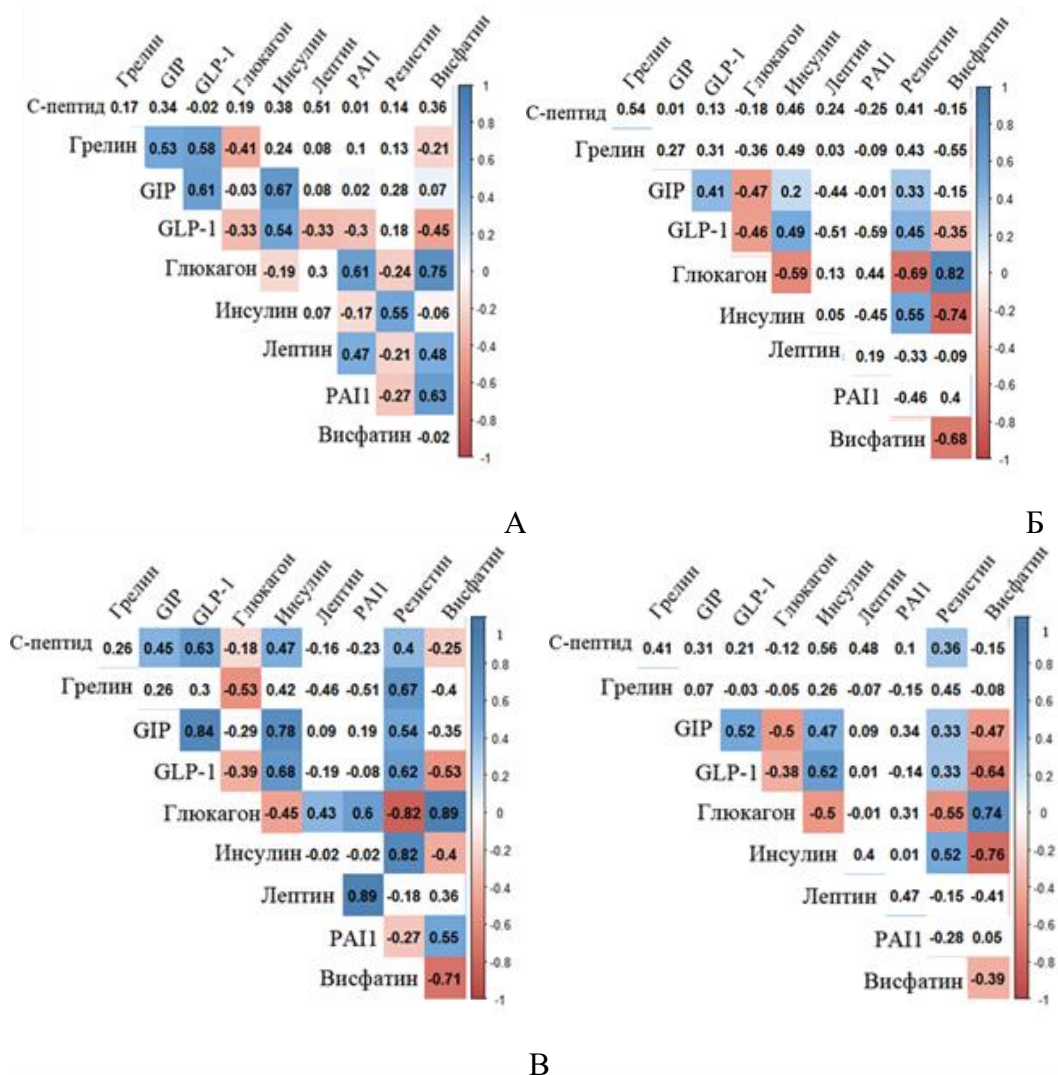 Грелин GIP GLP-1 Глюкагон Инсулин Лептин PAI1 Резистин Висфатин
С-пептид 0.17 0.34 -0.02 0.19 0.38 0.51 0.01 0.14 0.36
Грелин 0.53 0.58 -0.41 0.24 0.08 0.1 0.13 -0.21
GIP 0.61 -0.03 0.67 0.08 0.02 0.28 0.07
GLP-1 -0.33 0.54 -0.33 -0.3 0.18 -0.45
Глюкагон -0.19 0.3 0.61 -0.24 0.75
Инсулин 0.07 -0.17 0.55 -0.06
Лептин 0.47 -0.21 0.48
PAI1 -0.27 0.63
Висфатин -0.02
1
0.8
0.6
0.4
0.2
0
-0.2
-0.4
-0.6
-0.8
-1
А
Грелин GIP GLP-1 Глюкагон Инсулин Лептин PAI1 Резистин Висфатин
С-пептид 0.54 0.01 0.13 -0.18 0.46 0.24 -0.25 0.41 -0.15
Грелин 0.27 0.31 -0.36 0.49 0.03 -0.09 0.43 -0.55
GIP 0.41 -0.47 0.2 -0.44 -0.01 0.33 -0.15
GLP-1 -0.46 0.49 -0.51 -0.59 0.45 -0.35
Глюкагон -0.59 0.13 0.44 -0.69 0.82
Инсулин 0.05 -0.45 0.55 -0.74
Лептин 0.19 -0.33 -0.09
PAI1 -0.46 0.4
Висфатин -0.68
1
0.8
0.6
0.4
0.2
0
-0.2
-0.4
-0.6
-0.8
-1
Б
Грелин GIP GLP-1 Глюкагон Инсулин Лептин PAI1 Резистин Висфатин
С-пептид 0.26 0.45 0.63 -0.18 0.47 -0.16 -0.23 0.4 -0.25
Грелин 0.26 0.3 -0.53 0.42 -0.46 -0.51 0.67 -0.4
GIP 0.84 -0.29 0.78 0.09 0.19 0.54 -0.35
GLP-1 -0.39 0.68 -0.19 -0.08 0.62 -0.53
Глюкагон -0.45 0.43 0.6 -0.82 0.89
Инсулин -0.02 -0.02 0.82 -0.4
Лептин 0.89 -0.18 0.36
PAI1 -0.27 0.55
Висфатин -0.71
1
0.8
0.6
0.4
0.2
0
-0.2
-0.4
-0.6
-0.8
-1
Грелин GIP GLP-1 Глюкагон Инсулин Лептин PAI1 Резистин Висфатин
С-пептид 0.41 0.31 0.21 -0.12 0.56 0.48 0.1 0.36 -0.15
Грелин 0.07 -0.03 -0.05 0.26 -0.07 -0.15 0.45 -0.08
GIP 0.52 -0.5 0.47 0.09 0.34 0.33 -0.47
GLP-1 -0.38 0.62 0.01 -0.14 0.33 -0.64
Глюкагон -0.5 -0.01 0.31 -0.55 0.74
Инсулин 0.4 0.01 0.52 -0.76
Лептин 0.47 -0.15 -0.41
PAI1 -0.28 0.05
Висфатин -0.39
1
0.8
0.6
0.4
0.2
0
-0.2
-0.4
-0.6
-0.8
-1
В